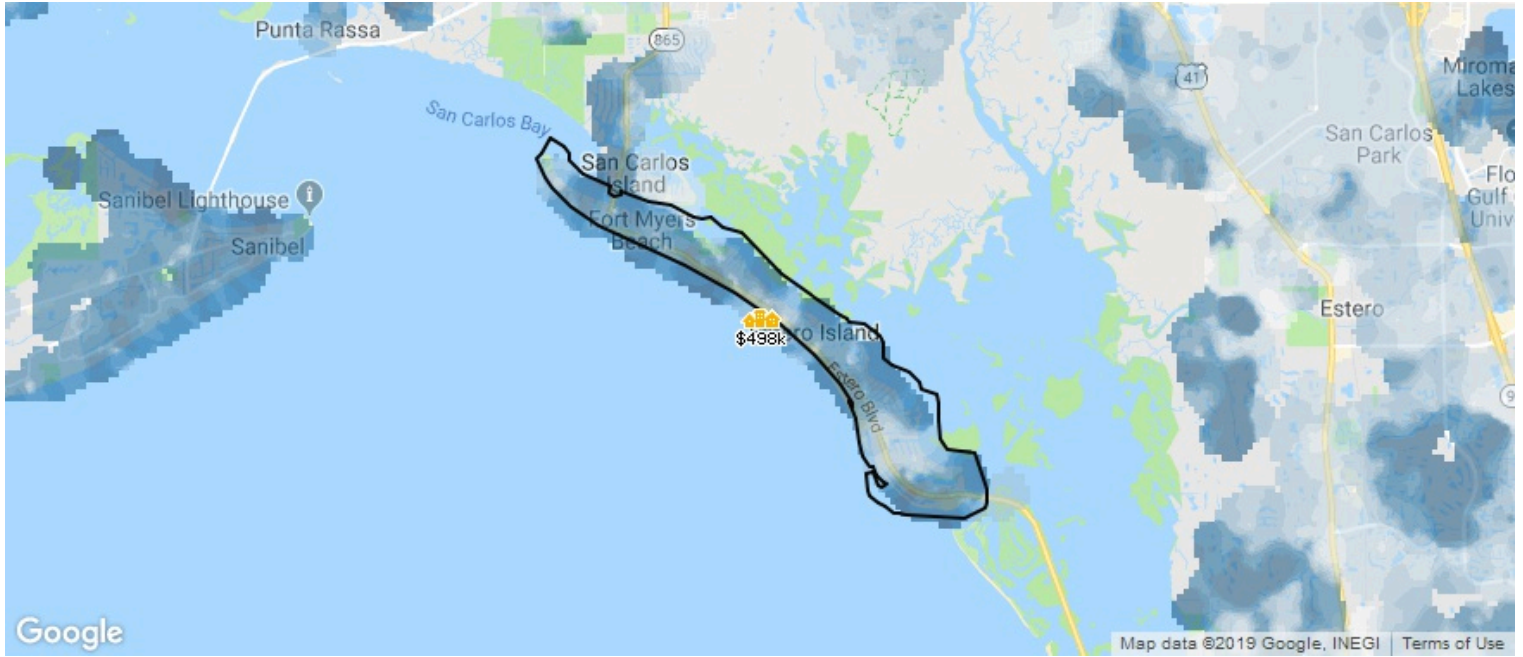 Punta Rassa
865
41
Miroma
Lakes
San Carlos Bay
San Carlos
Park
San Carlos
Island
Flo
Gulf
Univ
Sanibel Lighthouse
Fort Myers
Beach
Sanibel
Estero
ero Island
$498k
Estero Blvd
9
Google
Map data ©2019 Google, INEGI
Terms of Use